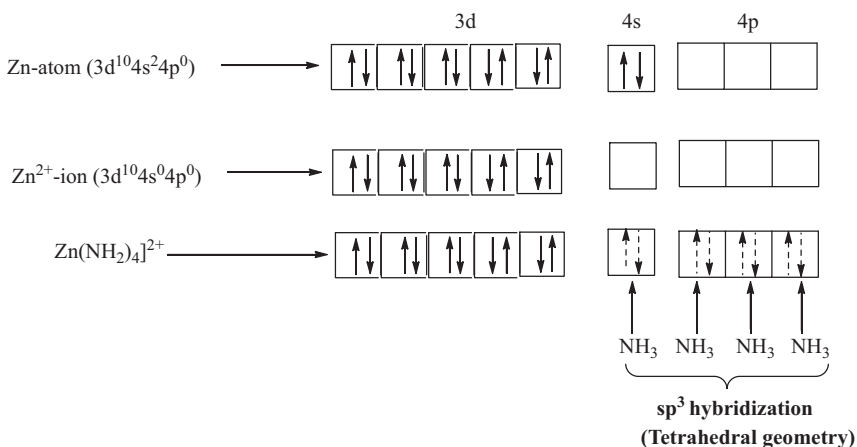 3d 4s 4p
Zn-atom (3d¹⁰4s²4p⁰)
Zn²⁺-ion (3d¹⁰4s⁰4p⁰)
Zn(NH₂)₄]²⁺
NH₃ NH₃ NH₃ NH₃
sp³ hybridization
(Tetrahedral geometry)